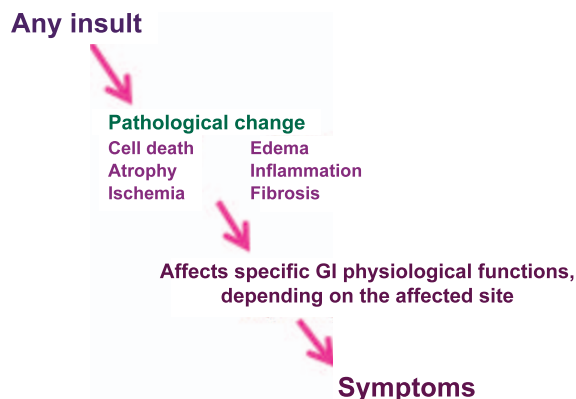 Any insult
Pathological change
Cell death Edema
Atrophy Inflammation
Ischemia Fibrosis
Affects specific GI physiological functions,
depending on the affected site
Symptoms